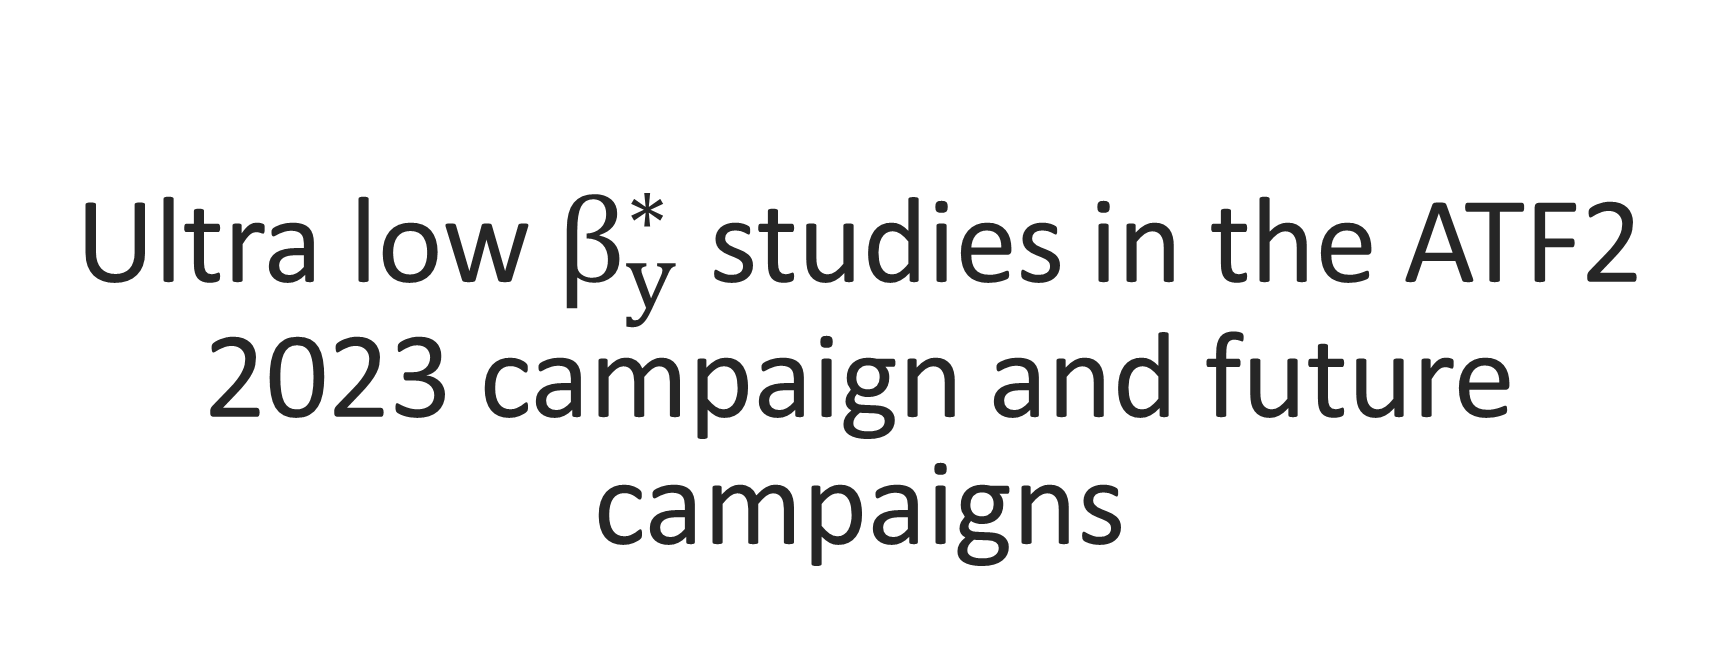 Ultra low β*y studies in the ATF2
2023 campaign and future
campaigns